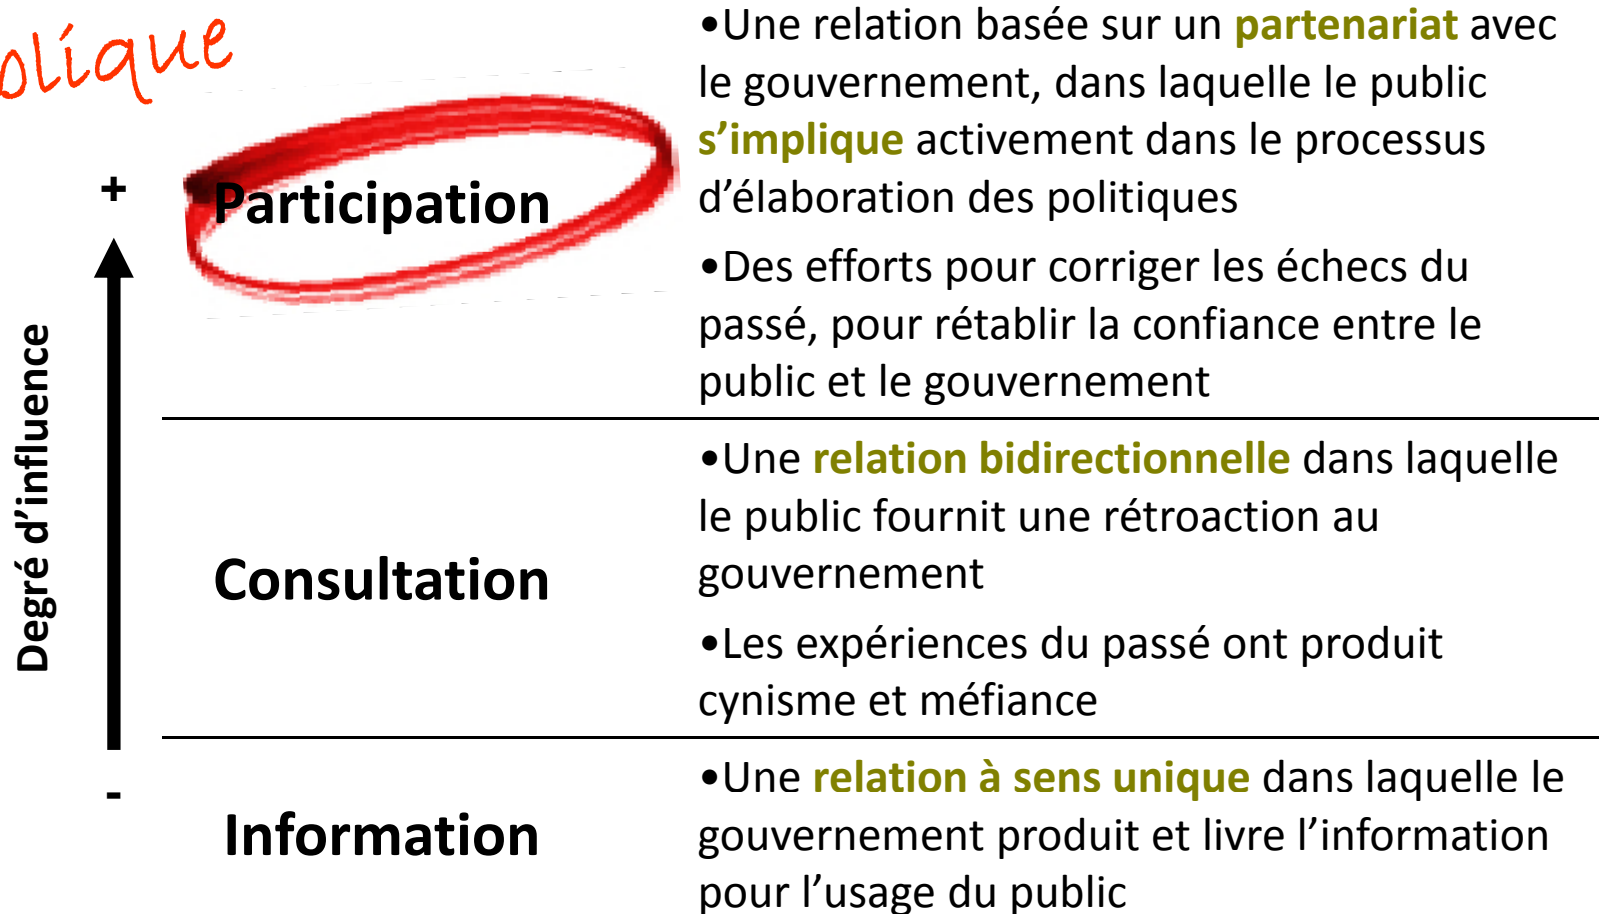 •Une relation basée sur un partenariat avec
le gouvernement, dans laquelle le public
s’implique activement dans le processus
d’élaboration des politiques
•Des efforts pour corriger les échecs du
passé, pour rétablir la confiance entre le
public et le gouvernement
+
Participation
Degré d’influence
•Une relation bidirectionnelle dans laquelle
le public fournit une rétroaction au
gouvernement
•Les expériences du passé ont produit
cynisme et méfiance
Consultation
-
Information
•Une relation à sens unique dans laquelle le
gouvernement produit et livre l’information
pour l’usage du public